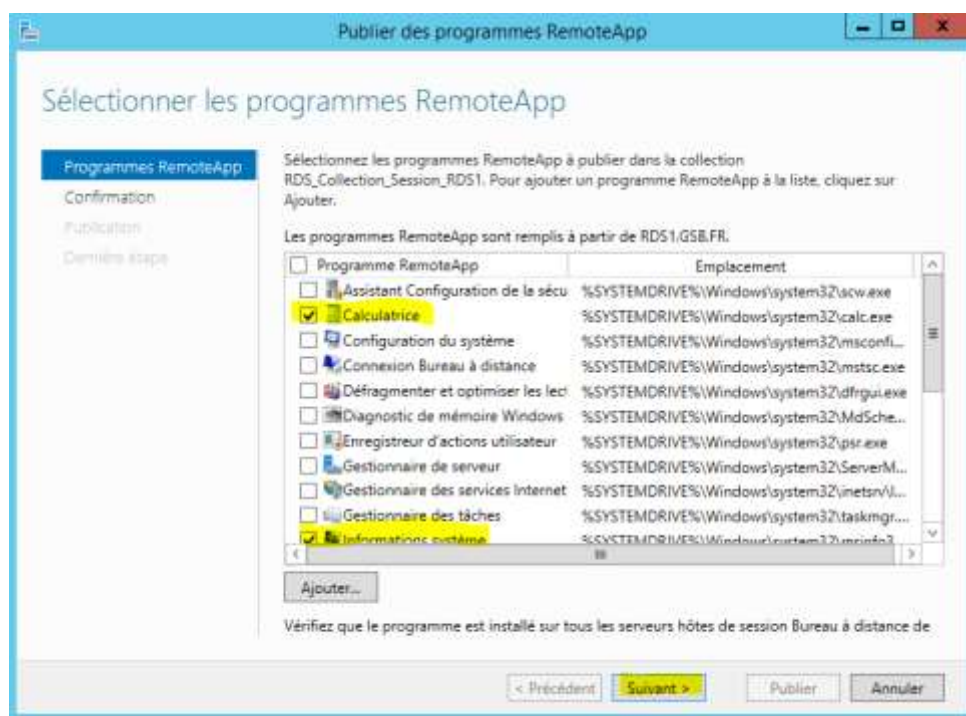 Publier des programmes RemoteApp
Sélectionner les programmes RemoteApp
Programmes RemoteApp
Confirmation
Publication
Dernière étape
Sélectionnez les programmes RemoteApp à publier dans la collection
RDS_Collection_Session_RDS1. Pour ajouter un programme RemoteApp à la liste, cliquez sur
Ajouter.
Les programmes RemoteApp sont remplis à partir de RDS1.GSB.FR.
Programme RemoteApp Emplacement
Assistant Configuration de la sécu %SYSTEMDRIVE%\Windows\system32\scw.exe
Calculatrice %SYSTEMDRIVE%\Windows\system32\calc.exe
Configuration du système %SYSTEMDRIVE%\Windows\system32\msconfi...
Connexion Bureau à distance %SYSTEMDRIVE%\Windows\system32\mstsc.exe
Défragmenter et optimiser les lect %SYSTEMDRIVE%\Windows\system32\dfrgui.exe
Diagnostic de mémoire Windows %SYSTEMDRIVE%\Windows\system32\MdSche...
Enregistreur d'actions utilisateur %SYSTEMDRIVE%\Windows\system32\psr.exe
Gestionnaire de serveur %SYSTEMDRIVE%\Windows\system32\ServerM...
Gestionnaire des services Internet %SYSTEMDRIVE%\Windows\system32\inetsrv\I...
Gestionnaire des tâches %SYSTEMDRIVE%\Windows\system32\taskmgr....
Informations système %SYSTEMDRIVE%\Windows\system32\msinfo3...
Ajouter...
Vérifiez que le programme est installé sur tous les serveurs hôtes de session Bureau à distance de
< Précédent Suivant > Publier Annuler